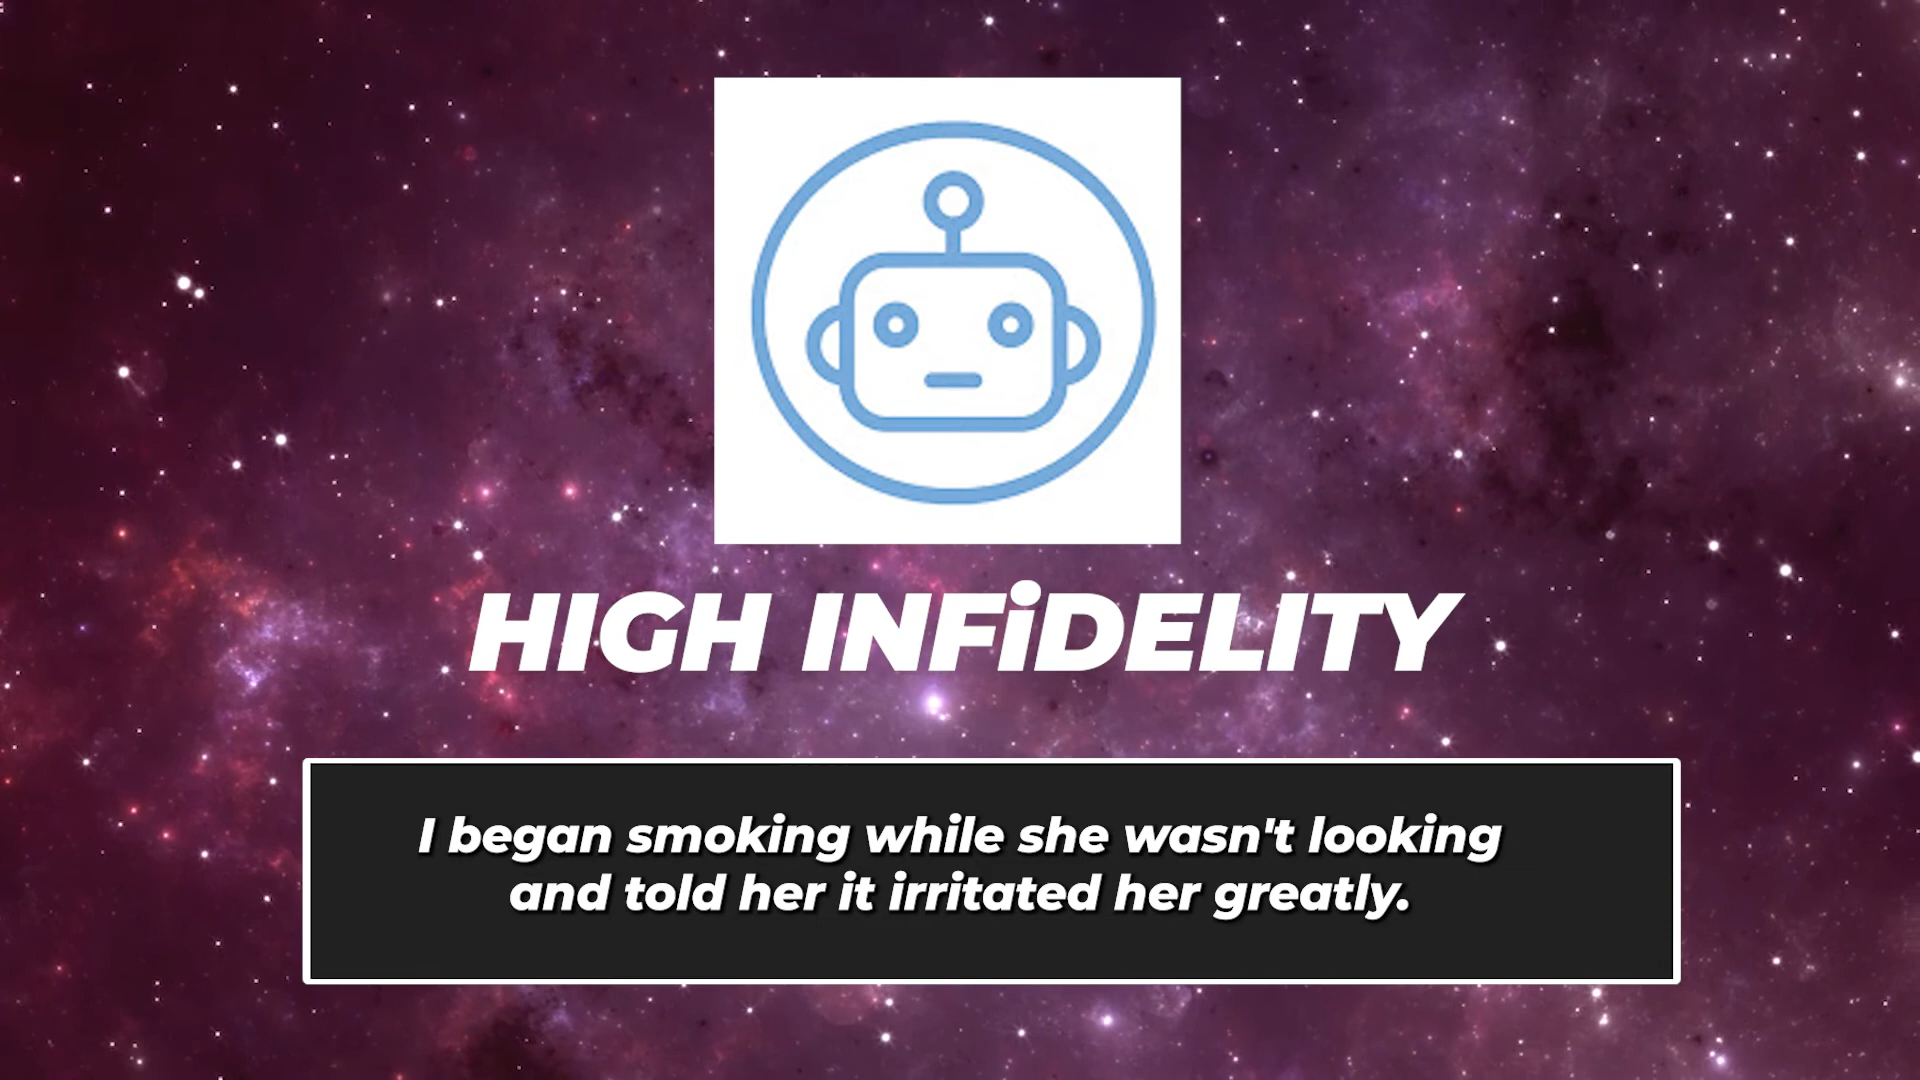 HIGH INFiDELITY
I began smoking while she wasn't looking
and told her it irritated her greatly.